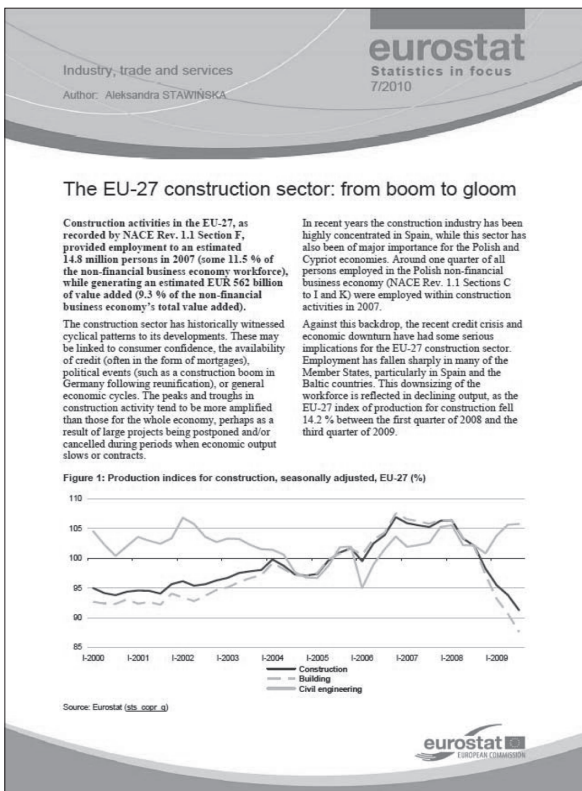 eurostat
Statistics in focus
7/2010
Industry, trade and services
Author: Aleksandra STAWIŃSKA
The EU-27 construction sector: from boom to gloom
Construction activities in the EU-27, as
recorded by NACE Rev. 1.1 Section F,
provided employment to an estimated
14.8 million persons in 2007 (some 11.5 % of
the non-financial business economy workforce),
while generating an estimated EUR 562 billion
of value added (9.3 % of the non-financial
business economy's total value added).
The construction sector has historically witnessed
cyclical patterns to its developments. These may
be linked to consumer confidence, the availability
of credit (often in the form of mortgages),
political events (such as a construction boom in
Germany following reunification), or general
economic cycles. The peaks and troughs in
construction activity tend to be more amplified
than those for the whole economy, perhaps as a
result of large projects being postponed and/or
cancelled during periods when economic output
slows or contracts.
In recent years the construction industry has been
highly concentrated in Spain, while this sector has
also been of major importance for the Polish and
Cypriot economies. Around one quarter of all
persons employed in the Polish non-financial
business economy (NACE Rev. 1.1 Sections C
to I and K) were employed within construction
activities in 2007.
Against this backdrop, the recent credit crisis and
economic downturn have had some serious
implications for the EU-27 construction sector.
Employment has fallen sharply in many of the
Member States, particularly in Spain and the
Baltic countries. This downsizing of the
workforce is reflected in declining output, as the
EU-27 index of production for construction fell
14.2 % between the first quarter of 2008 and the
third quarter of 2009.
Figure 1: Production indices for construction, seasonally adjusted, EU-27 (%)
110
105
100
95
90
85
I-2000 I-2001 I-2002 I-2003 I-2004 I-2005 I-2006 I-2007 I-2008 I-2009
Construction
Building
Civil engineering
Source: Eurostat (sts_copr_q)
eurostat
EUROPEAN COMMISSION